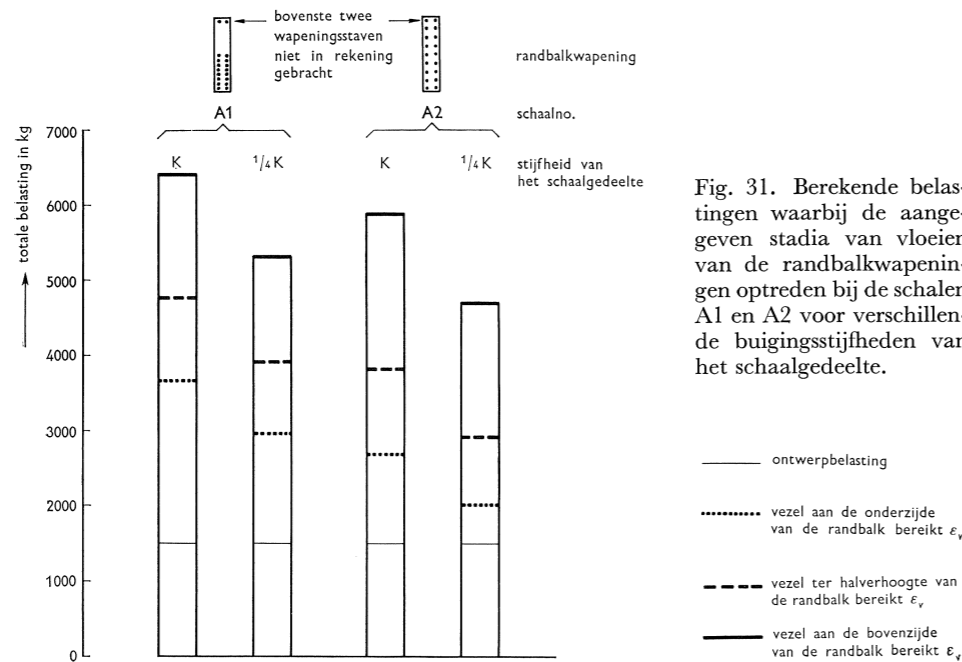 bovenste twee
wapeningsstaven
niet in rekening
gebracht
randbalkwapening
A1
A2
schaalno.
K
1/4 K
K
1/4 K
stijfheid van
het schaalgedeelte
totale belasting in kg
7000
6000
5000
4000
3000
2000
1000
0
Fig. 31. Berekende belas-
tingen waarbij de aange-
geven stadia van vloeien
van de randbalkwapenin-
gen optreden bij de schalen
A1 en A2 voor verschillen-
de buigingsstijfheden van
het schaalgedeelte.
ontwerpbelasting
vezel aan de onderzijde
van de randbalk bereikt εv
vezel ter halverhoogte van
de randbalk bereikt εv
vezel aan de bovenzijde
van de randbalk bereikt εv